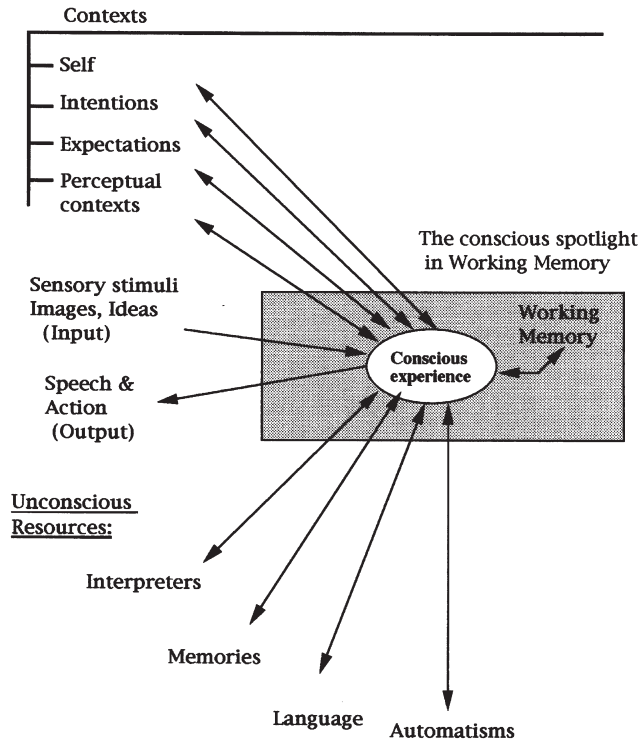 Contexts
Self
Intentions
Expectations
Perceptual
contexts
The conscious spotlight
in Working Memory
Sensory stimuli
Images, Ideas
(Input)
Working
Memory
Conscious
experience
Speech &
Action
(Output)
Unconscious
Resources:
Interpreters
Memories
Language
Automatisms